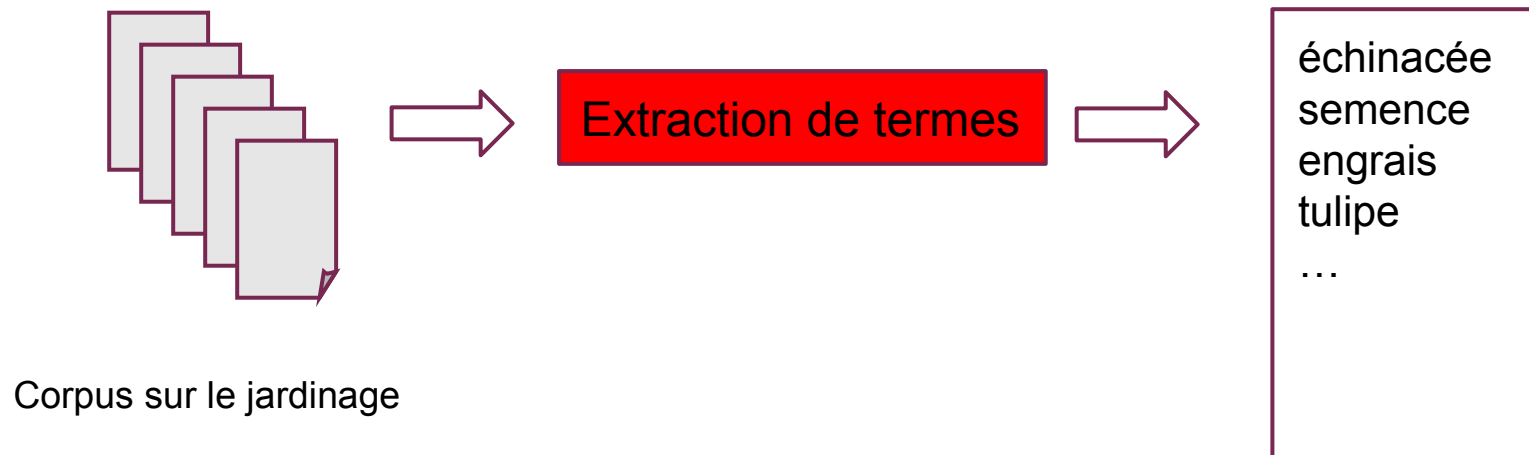 Corpus sur le jardinage
Extraction de termes
échinacée
semence
engrais
tulipe
…